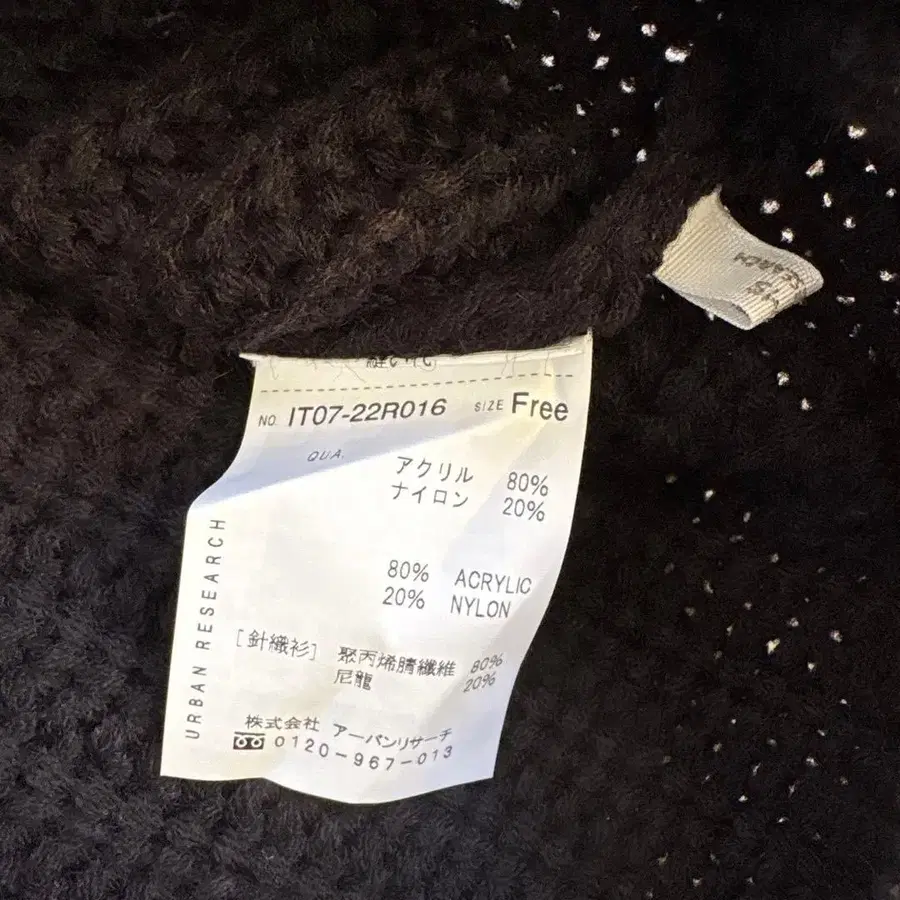 NO. IT07-22R016 SIZE Free
QUA.
アクリル 80%
ナイロン 20%
80% ACRYLIC
20% NYLON
[針織衫] 聚丙烯腈纖維 80%
尼龍 20%
株式会社 アーバンリサーチ
0120-967-013
URBAN RESEARCH